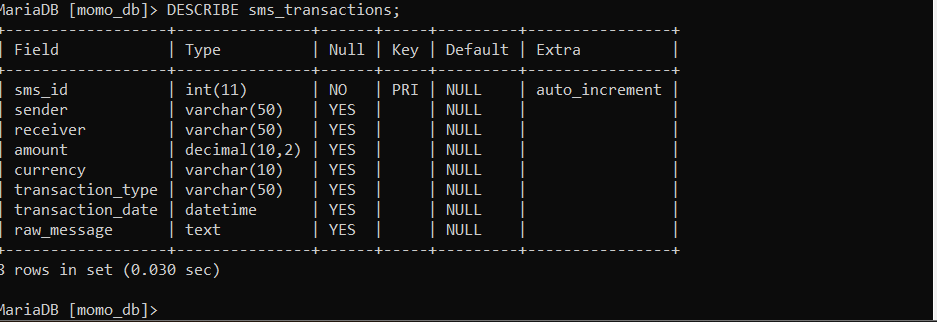 MariaDB [momo_db]> DESCRIBE sms_transactions;
+------------------+---------------+------+-----+---------+----------------+
| Field            | Type          | Null | Key | Default | Extra          |
+------------------+---------------+------+-----+---------+----------------+
| sms_id           | int(11)       | NO   | PRI | NULL    | auto_increment |
| sender           | varchar(50)   | YES  |     | NULL    |                |
| receiver         | varchar(50)   | YES  |     | NULL    |                |
| amount           | decimal(10,2) | YES  |     | NULL    |                |
| currency         | varchar(10)   | YES  |     | NULL    |                |
| transaction_type | varchar(50)   | YES  |     | NULL    |                |
| transaction_date | datetime      | YES  |     | NULL    |                |
| raw_message      | text          | YES  |     | NULL    |                |
+------------------+---------------+------+-----+---------+----------------+
8 rows in set (0.030 sec)
MariaDB [momo_db]>